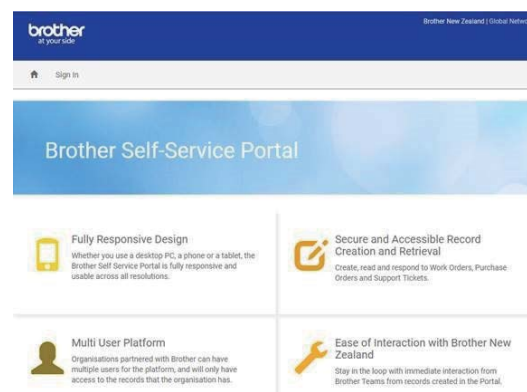 brother
at your side
Brother New Zealand | Global Netwo
Sign In
Brother Self-Service Portal
Fully Responsive Design
Whether you use a desktop PC, a phone or a tablet, the
Brother Self Service Portal is fully responsive and
usable across all resolutions.
Secure and Accessible Record
Creation and Retrieval
Create, read and respond to Work Orders, Purchase
Orders and Support Tickets.
Multi User Platform
Organisations partnered with Brother can have
multiple users for the platform, and will only have
access to the records that the organisation has.
Ease of Interaction with Brother New
Zealand
Stay in the loop with immediate interaction from
Brother Teams from records created in the Portal.